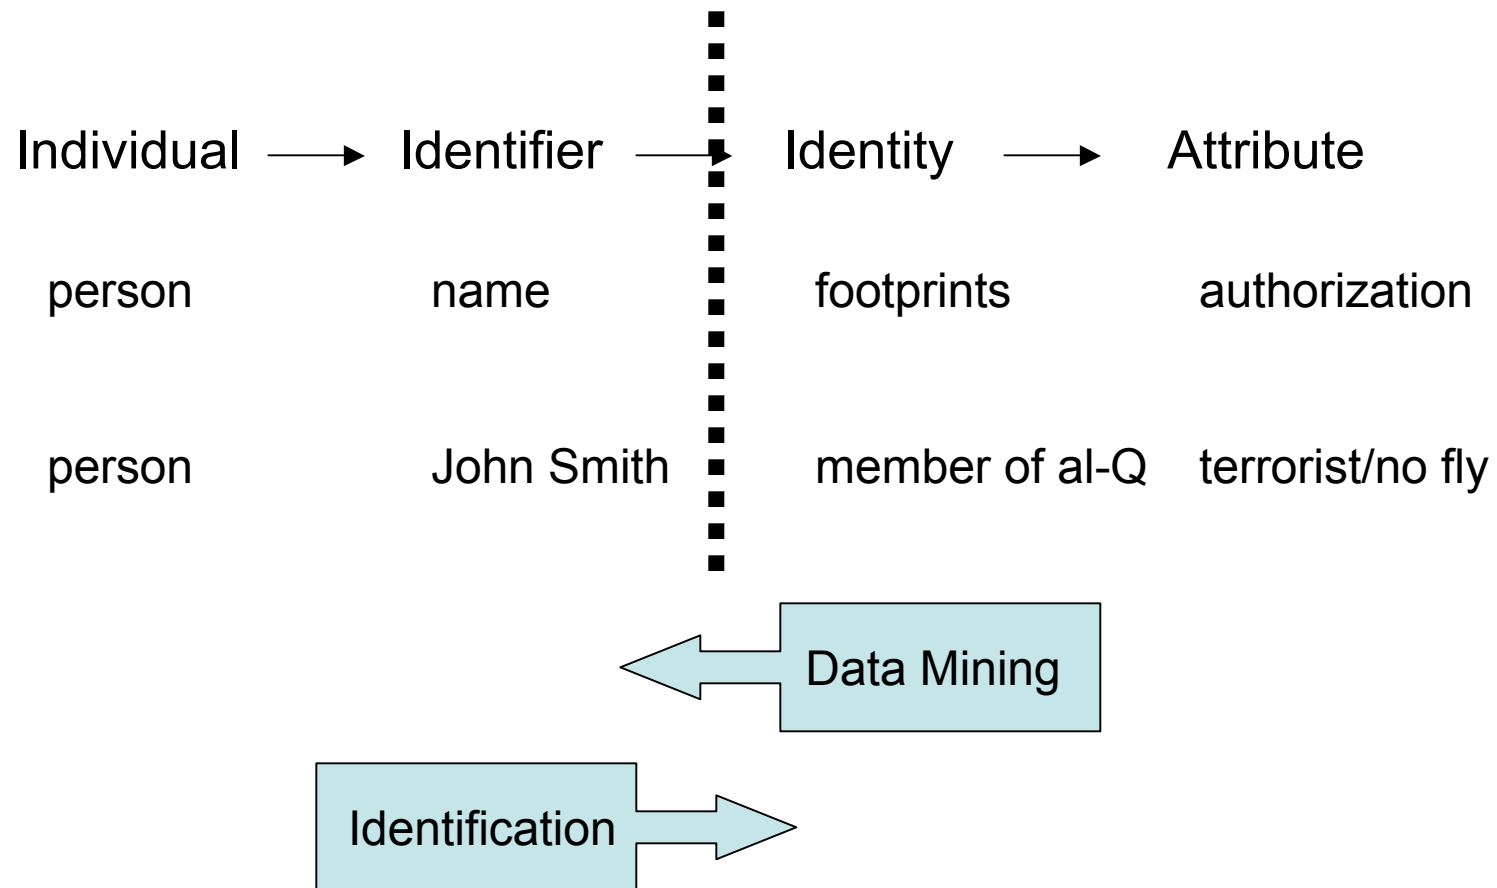 Individual Identifier Identity Attribute
person name footprints authorization
person John Smith member of al-Q terrorist/no fly
Data Mining
Identification